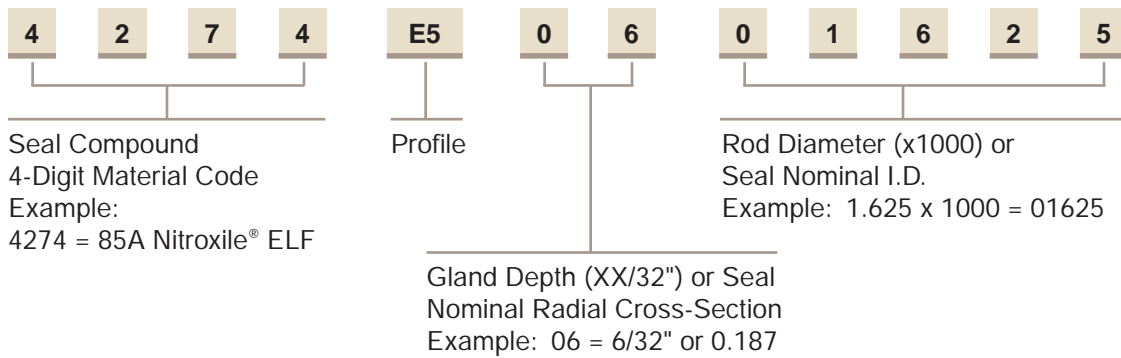 4 2 7 4 E5 0 6 0 1 6 2 5
Seal Compound
4-Digit Material Code
Example:
4274 = 85A Nitroxile® ELF
Profile
Rod Diameter (x1000) or
Seal Nominal I.D.
Example: 1.625 x 1000 = 01625
Gland Depth (XX/32") or Seal
Nominal Radial Cross-Section
Example: 06 = 6/32" or 0.187